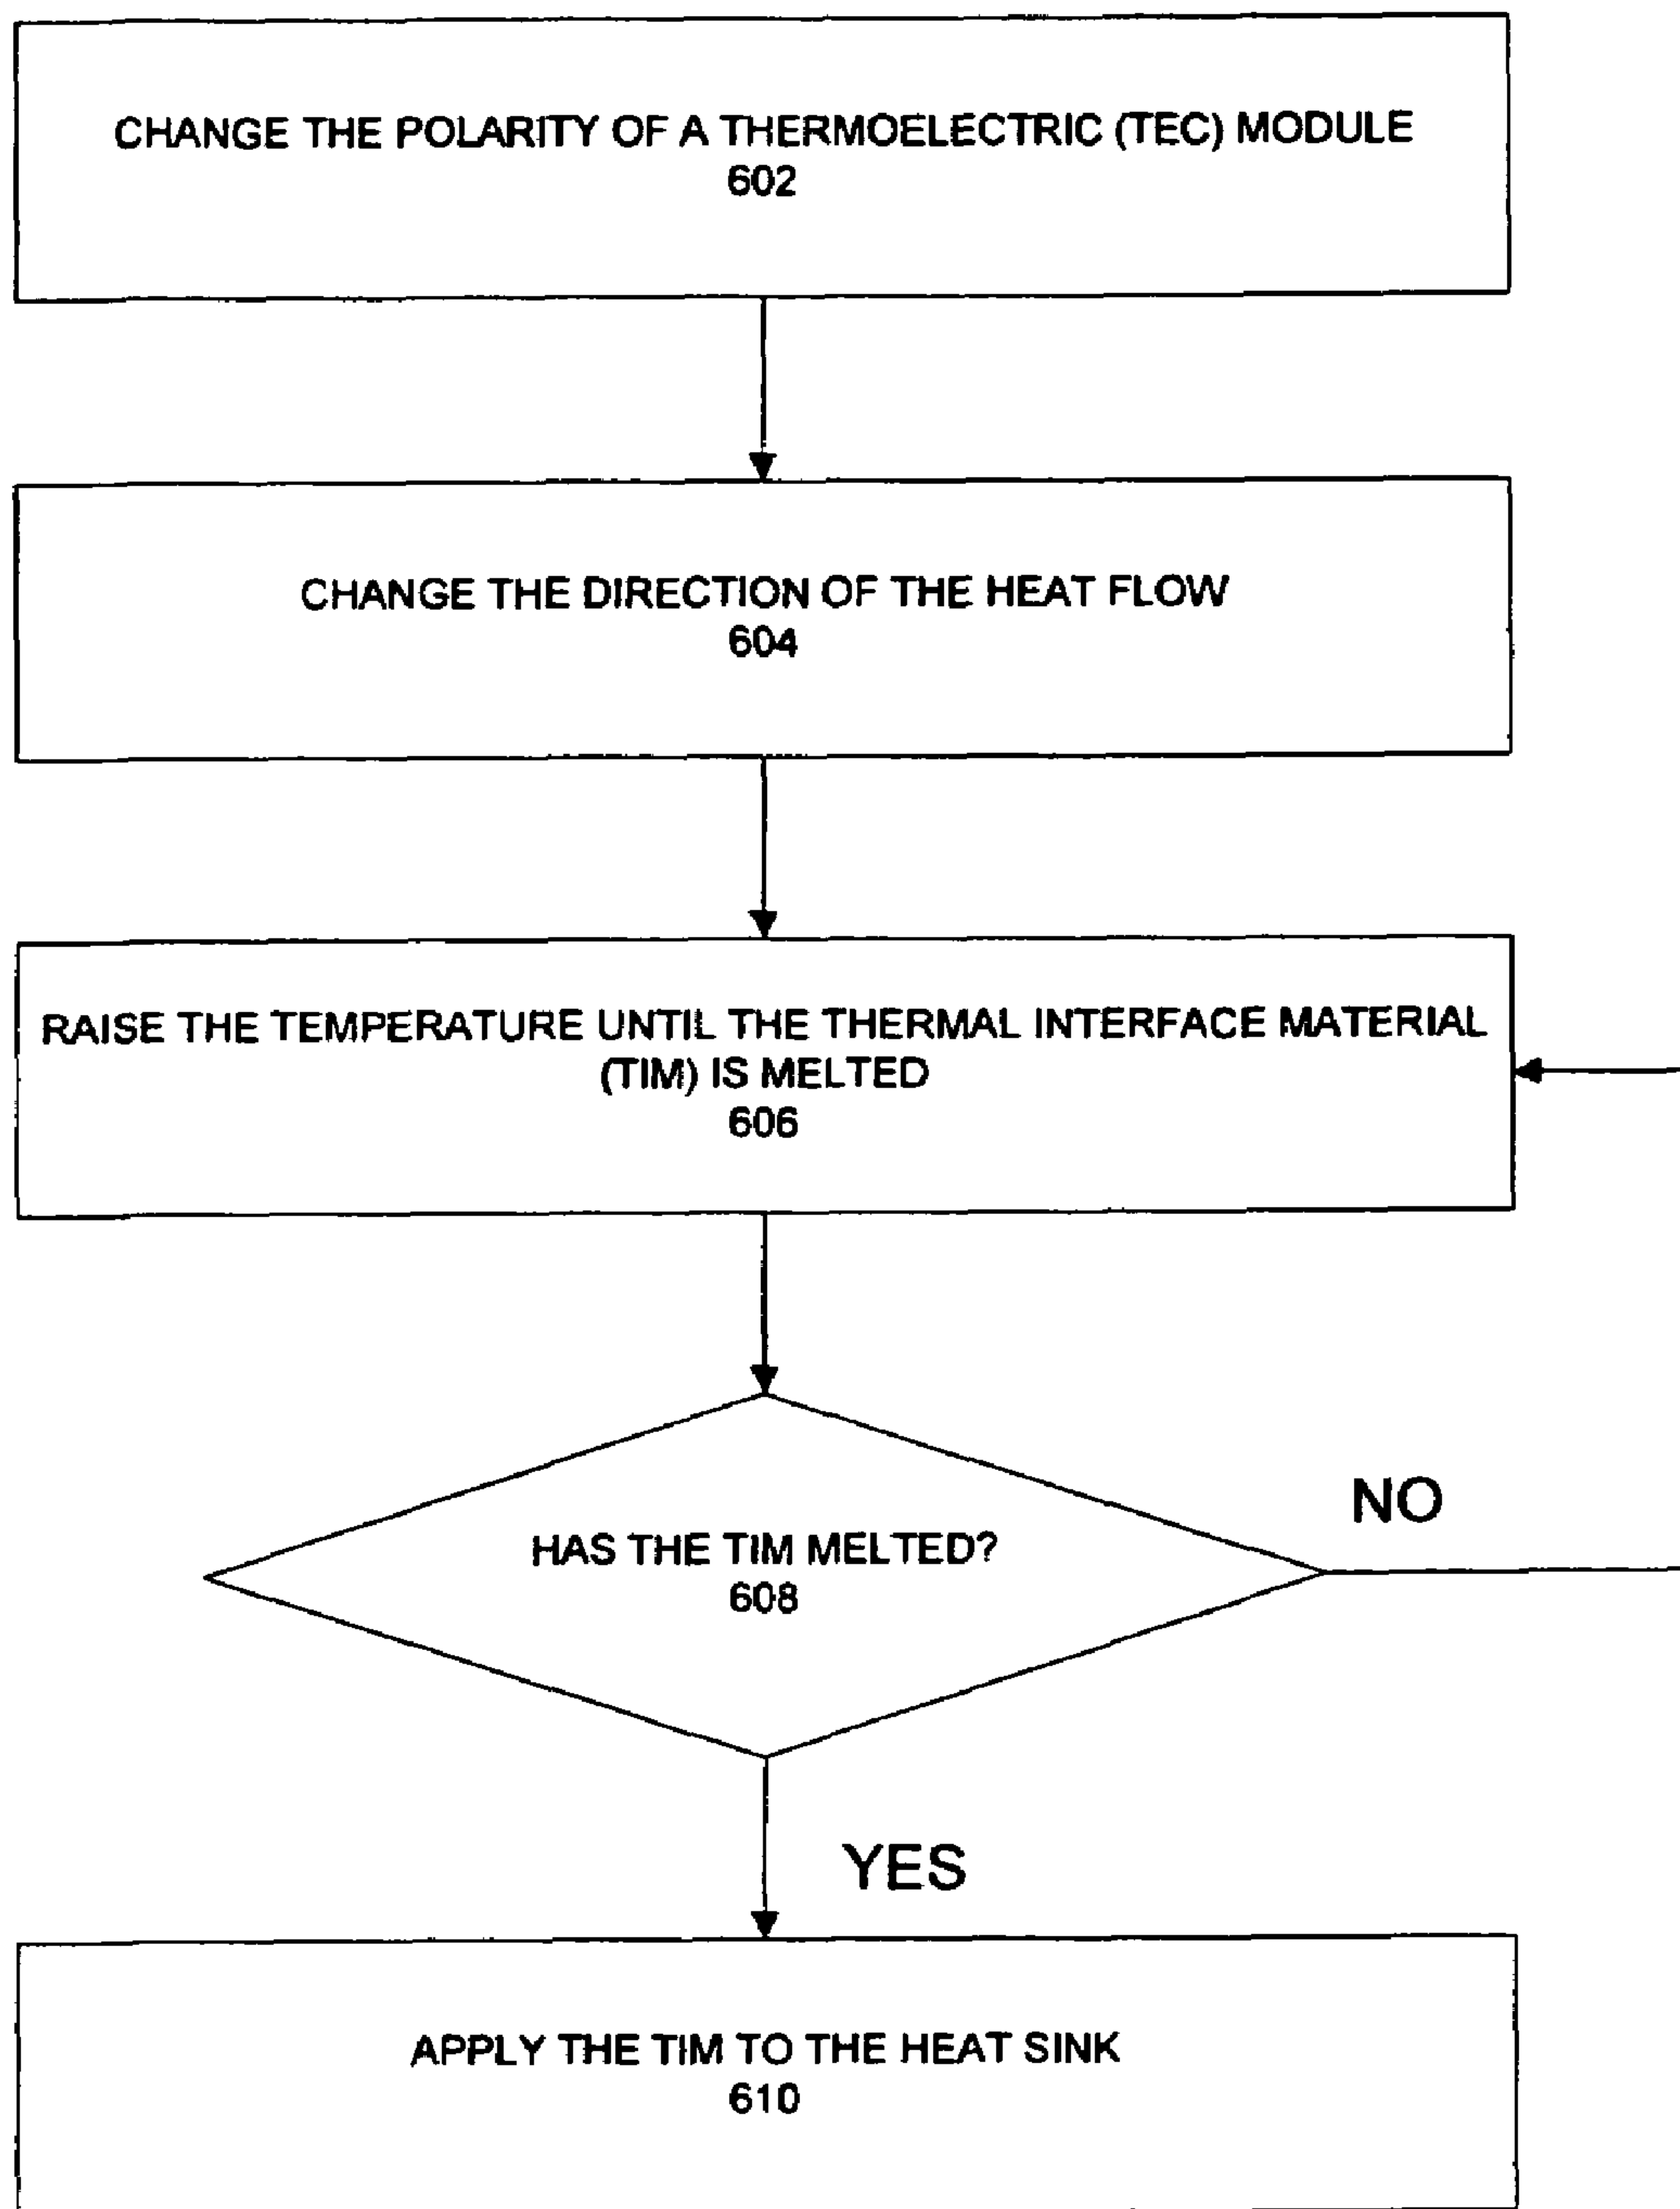 CHANGE THE POLARITY OF A THERMOELECTRIC (TEC) MODULE
602
CHANGE THE DIRECTION OF THE HEAT FLOW
604
RAISE THE TEMPERATURE UNTIL THE THERMAL INTERFACE MATERIAL
(TIM) IS MELTED
606
HAS THE TIM MELTED?
608
NO
YES
APPLY THE TIM TO THE HEAT SINK
610